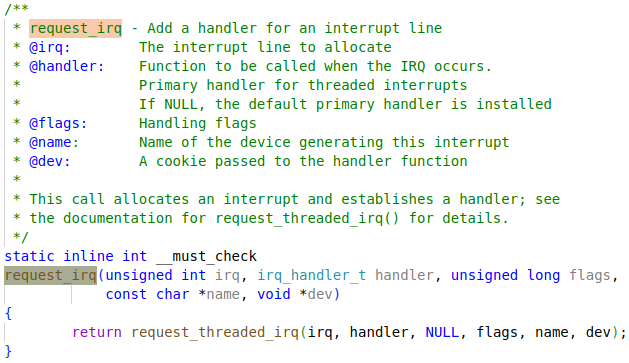 /**
 * request_irq - Add a handler for an interrupt line
 * @irq:        The interrupt line to allocate
 * @handler:    Function to be called when the IRQ occurs.
 *              Primary handler for threaded interrupts
 *              If NULL, the default primary handler is installed
 * @flags:      Handling flags
 * @name:       Name of the device generating this interrupt
 * @dev:        A cookie passed to the handler function
 *
 * This call allocates an interrupt and establishes a handler; see
 * the documentation for request_threaded_irq() for details.
 */
static inline int __must_check
request_irq(unsigned int irq, irq_handler_t handler, unsigned long flags,
            const char *name, void *dev)
{
        return request_threaded_irq(irq, handler, NULL, flags, name, dev);
}